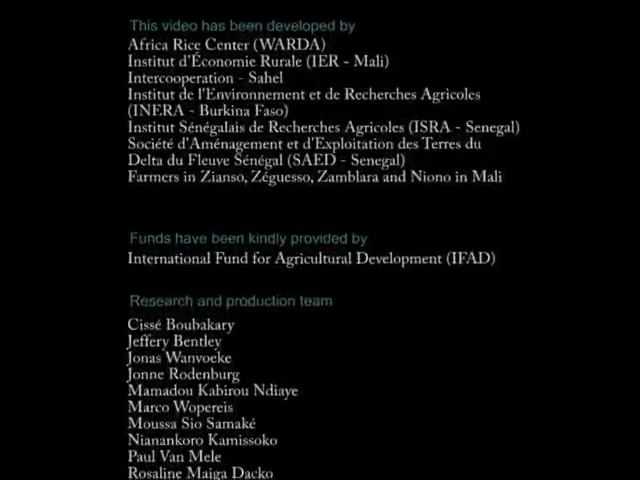 This video has been developed by
Africa Rice Center (WARDA)
Institut d'Économie Rurale (IER - Mali)
Intercooperation - Sahel
Institut de l'Environnement et de Recherches Agricoles
(INERA - Burkina Faso)
Institut Sénégalais de Recherches Agricoles (ISRA - Senegal)
Société d'Aménagement et d'Exploitation des Terres du
Delta du Fleuve Sénégal (SAED - Senegal)
Farmers in Zianso, Zéguesso, Zamblara and Niono in Mali
Funds have been kindly provided by
International Fund for Agricultural Development (IFAD)
Research and production team
Cissé Boubakary
Jeffery Bentley
Jonas Wanvoeke
Jonne Rodenburg
Mamadou Kabirou Ndiaye
Marco Wopereis
Moussa Sio Samaké
Nianankoro Kamissoko
Paul Van Mele
Rosaline Maiga Dacko